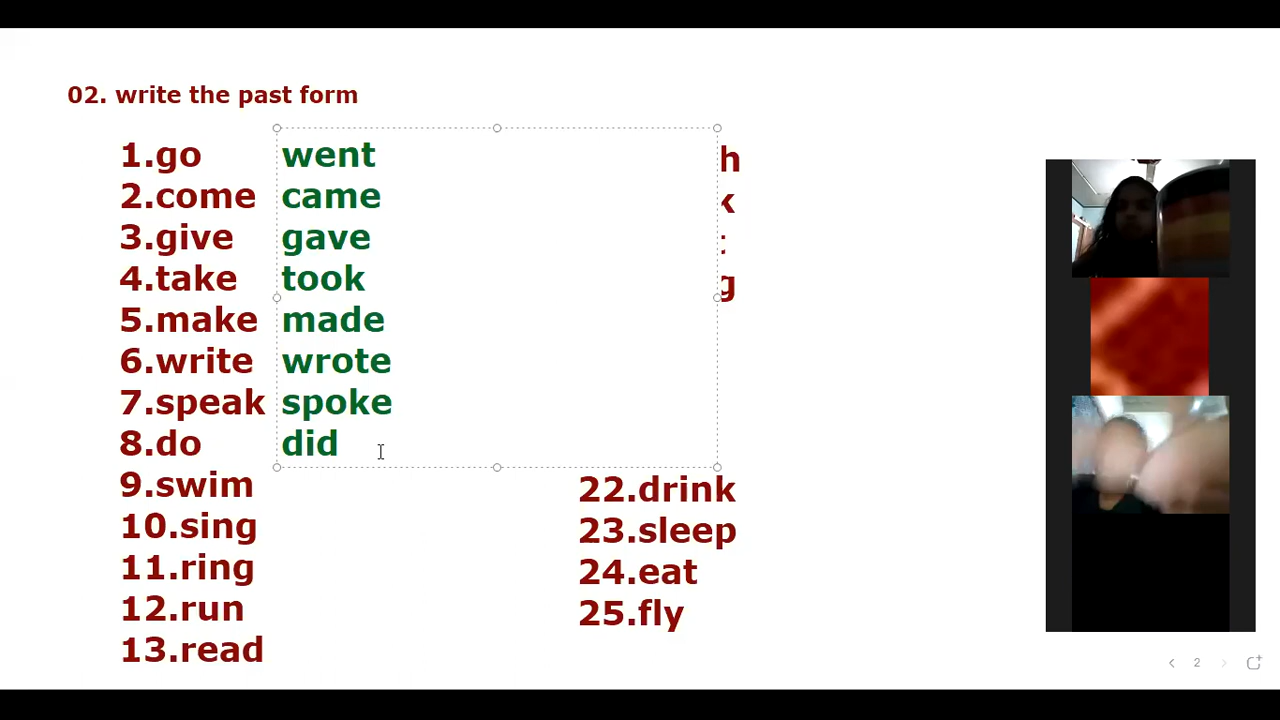 02. write the past form
1.go went
2.come came
3.give gave
4.take took
5.make made
6.write wrote
7.speak spoke
8.do did
9.swim
10.sing
11.ring
12.run
13.read
h
k
g
22.drink
23.sleep
24.eat
25.fly
2